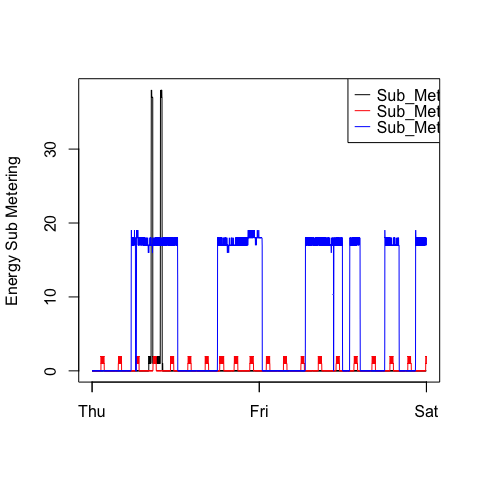 Sub_Met
Sub_Met
Sub_Met
Energy Sub Metering
30
20
10
0
Thu Fri Sat